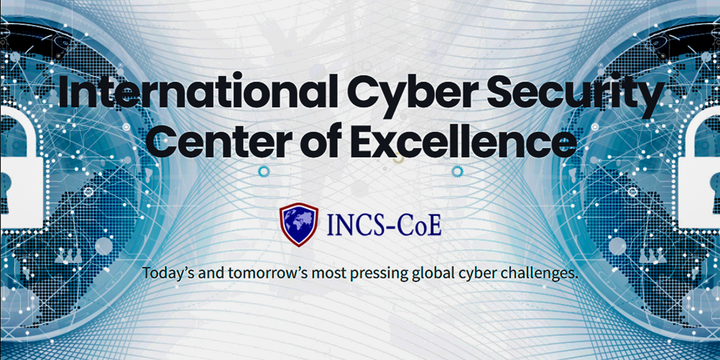 International Cyber Security
Center of Excellence
INCS-CoE
Today's and tomorrow's most pressing global cyber challenges.